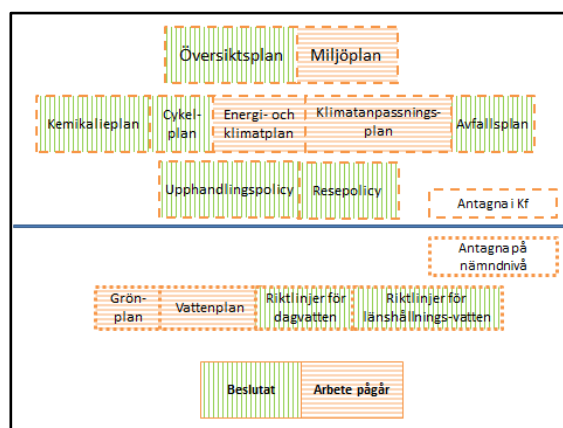 Översiktsplan Miljöplan
Kemikalieplan
Cykel-
plan
Energi- och
klimatplan
Klimatanpassnings-
plan
Avfallsplan
Upphandlingspolicy Resepolicy
Antagna i Kf
Antagna på
nämndnivå
Grön-
plan
Vattenplan
Riktlinjer för
dagvatten
Riktlinjer för
länshållnings-vatten
Beslutat Arbete pågår